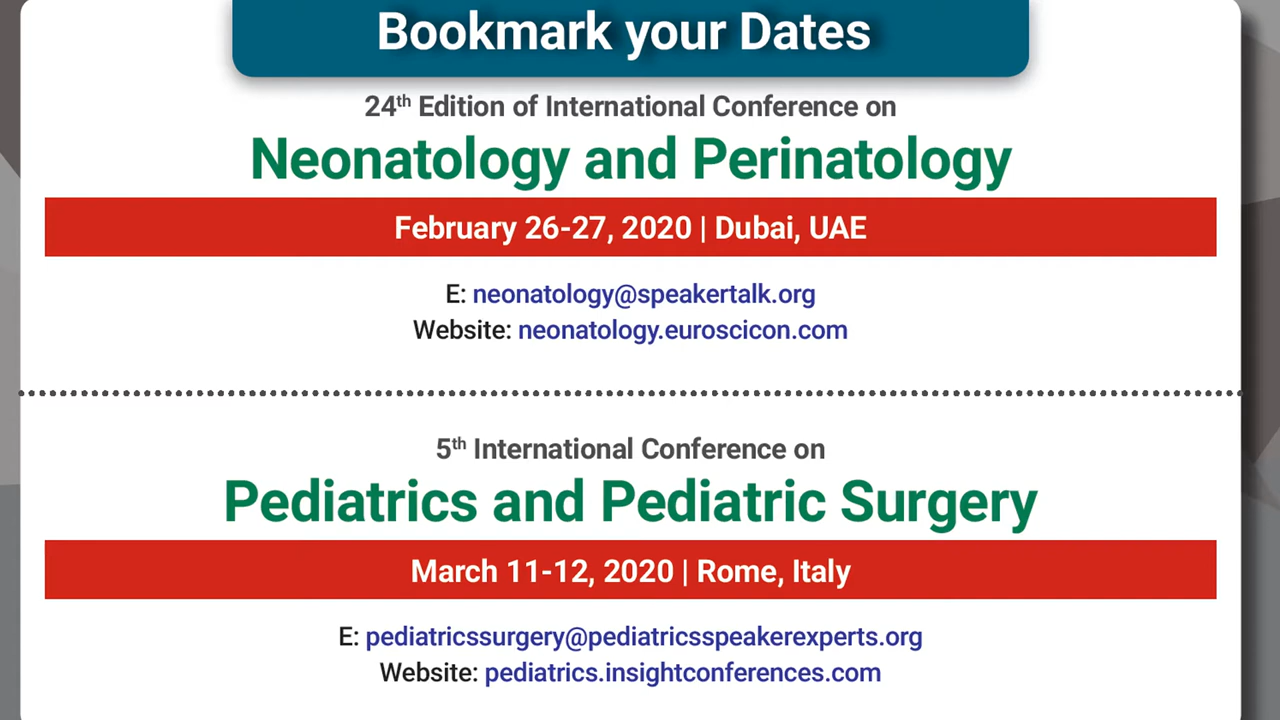 Bookmark your Dates
24th Edition of International Conference on
Neonatology and Perinatology
February 26-27, 2020 | Dubai, UAE
E: neonatology@speakertalk.org
Website: neonatology.euroscicon.com
5th International Conference on
Pediatrics and Pediatric Surgery
March 11-12, 2020 | Rome, Italy
E: pediatricssurgery@pediatricsspeakerexperts.org
Website: pediatrics.insightconferences.com